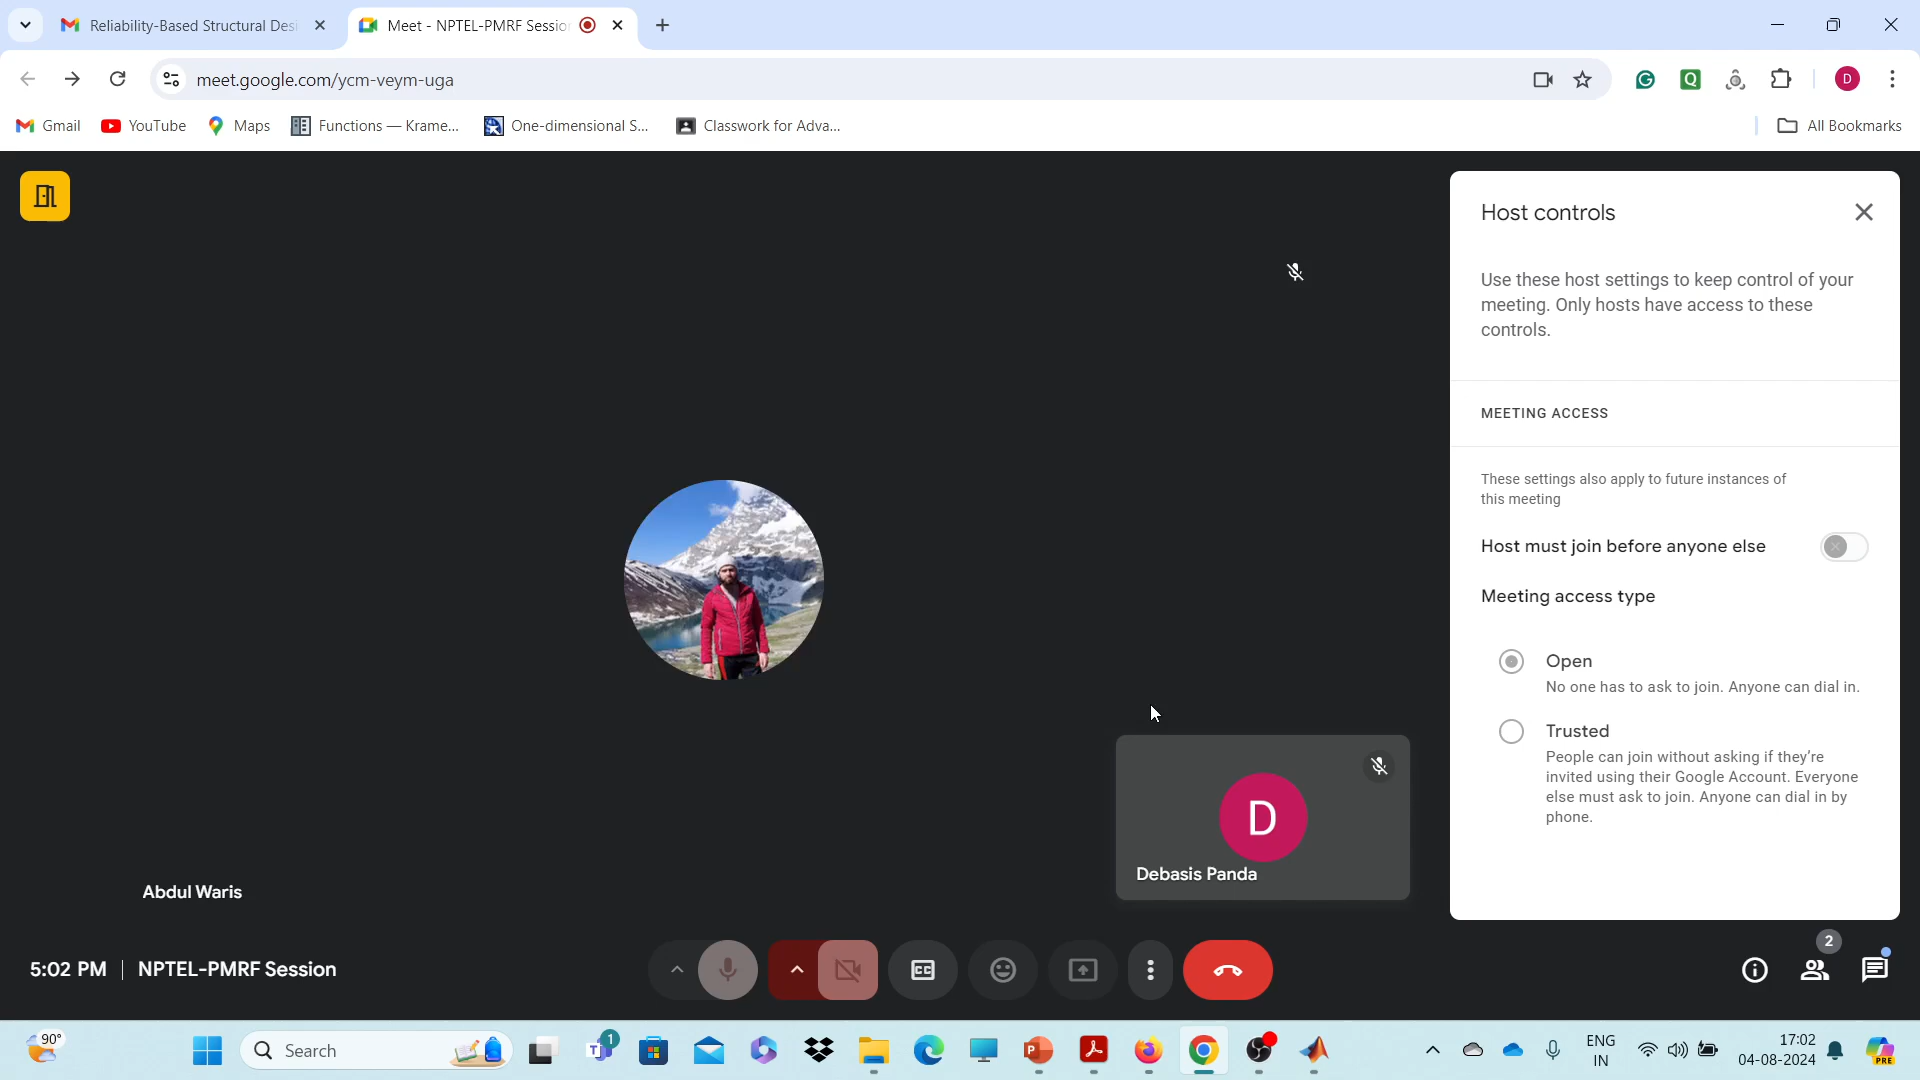 Reliability-Based Structural Desi
Meet - NPTEL-PMRF Sessio
meet.google.com/ycm-veym-uga
D
Gmail
YouTube
Maps
Functions — Krame...
One-dimensional S...
Classwork for Adva...
All Bookmarks
Host controls
Use these host settings to keep control of your
meeting. Only hosts have access to these
controls.
MEETING ACCESS
These settings also apply to future instances of
this meeting
Host must join before anyone else
Meeting access type
Open
No one has to ask to join. Anyone can dial in.
Trusted
People can join without asking if they're
invited using their Google Account. Everyone
else must ask to join. Anyone can dial in by
phone.
D
Debasis Panda
Abdul Waris
5:02 PM | NPTEL-PMRF Session
CC
2
90°
Search
1
ENG
IN
17:02
04-08-2024
PRE